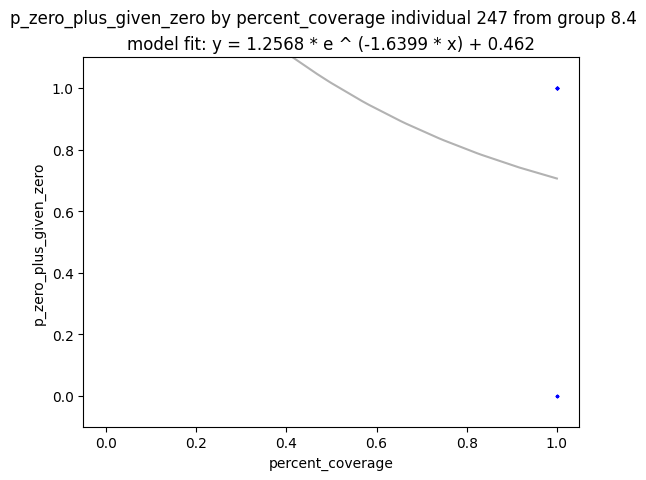 p_zero_plus_given_zero by percent_coverage individual 247 from group 8.4
model fit: y = 1.2568 * e ^ (-1.6399 * x) + 0.462
1.0
0.8
0.6
0.4
0.2
0.0
p_zero_plus_given_zero
0.0 0.2 0.4 0.6 0.8 1.0
percent_coverage